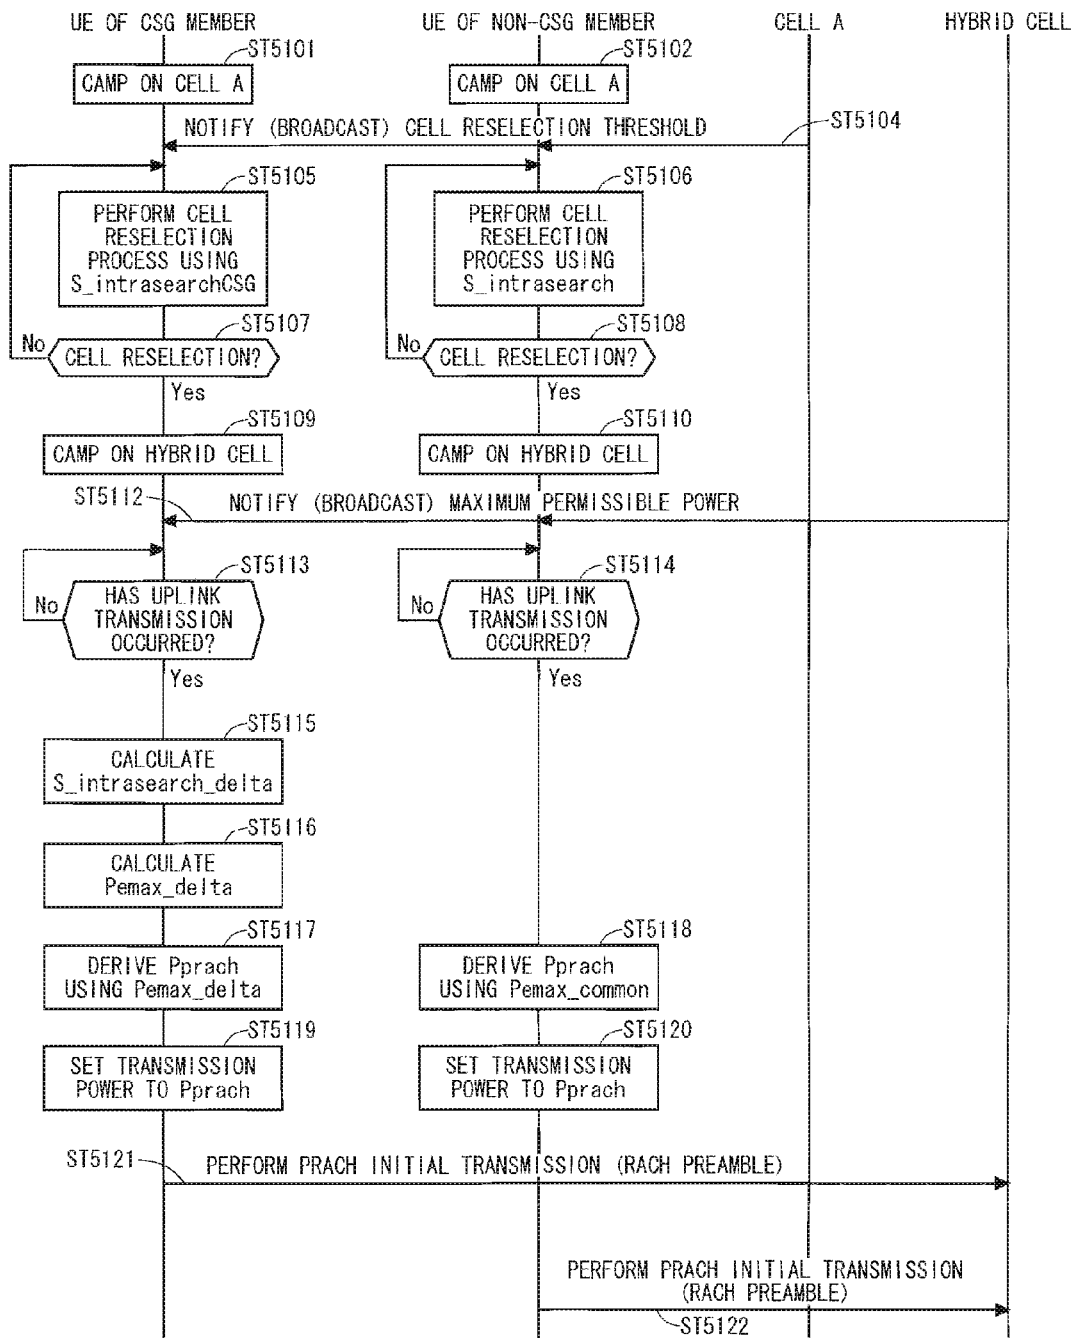 UE OF CSG MEMBER
UE OF NON-CSG MEMBER
CELL A
HYBRID CELL
ST5101
CAMP ON CELL A
ST5102
CAMP ON CELL A
NOTIFY (BROADCAST) CELL RESELECTION THRESHOLD
ST5104
ST5105
PERFORM CELL
RESELECTION
PROCESS USING
S_intrasearchCSG
ST5106
PERFORM CELL
RESELECTION
PROCESS USING
S_intrasearch
ST5107
No
CELL RESELECTION?
Yes
ST5108
No
CELL RESELECTION?
Yes
ST5109
CAMP ON HYBRID CELL
ST5110
CAMP ON HYBRID CELL
ST5112
NOTIFY (BROADCAST) MAXIMUM PERMISSIBLE POWER
ST5113
No
HAS UPLINK
TRANSMISSION
OCCURRED?
Yes
ST5114
No
HAS UPLINK
TRANSMISSION
OCCURRED?
Yes
ST5115
CALCULATE
S_intrasearch_delta
ST5116
CALCULATE
Pemax_delta
ST5117
DERIVE Pprach
USING Pemax_delta
ST5118
DERIVE Pprach
USING Pemax_common
ST5119
SET TRANSMISSION
POWER TO Pprach
ST5120
SET TRANSMISSION
POWER TO Pprach
ST5121
PERFORM PRACH INITIAL TRANSMISSION (RACH PREAMBLE)
PERFORM PRACH INITIAL TRANSMISSION
(RACH PREAMBLE)
ST5122